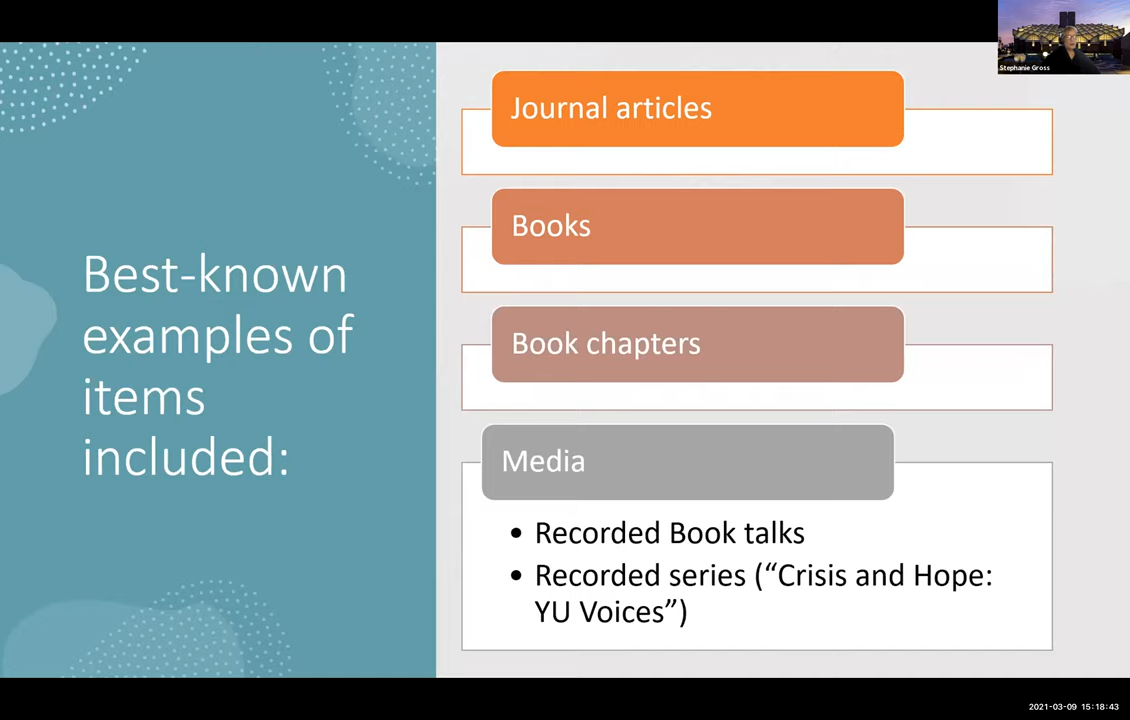 Stephanie Gross
Best-known
examples of
items
included:
Journal articles
Books
Book chapters
Media
• Recorded Book talks
• Recorded series (“Crisis and Hope:
YU Voices”)
2021-03-09 15:18:43